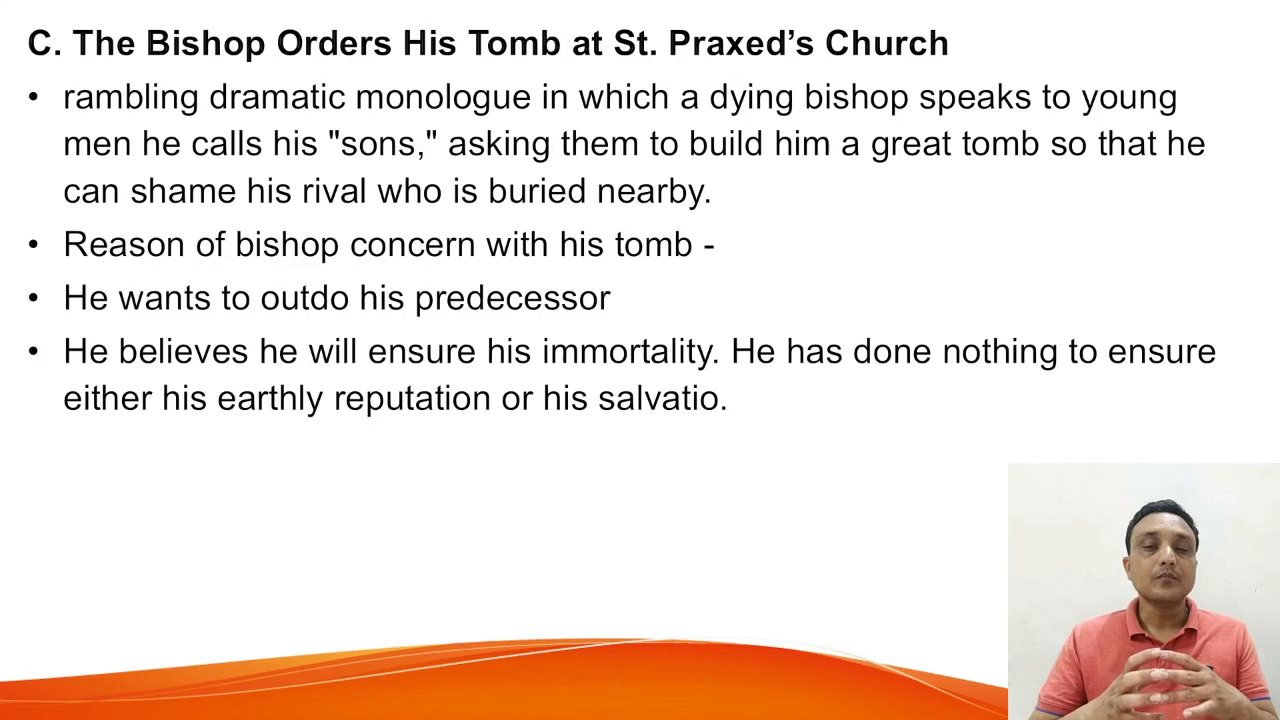 C. The Bishop Orders His Tomb at St. Praxed’s Church
• rambling dramatic monologue in which a dying bishop speaks to young
men he calls his "sons," asking them to build him a great tomb so that he
can shame his rival who is buried nearby.
• Reason of bishop concern with his tomb -
• He wants to outdo his predecessor
• He believes he will ensure his immortality. He has done nothing to ensure
either his earthly reputation or his salvatio.